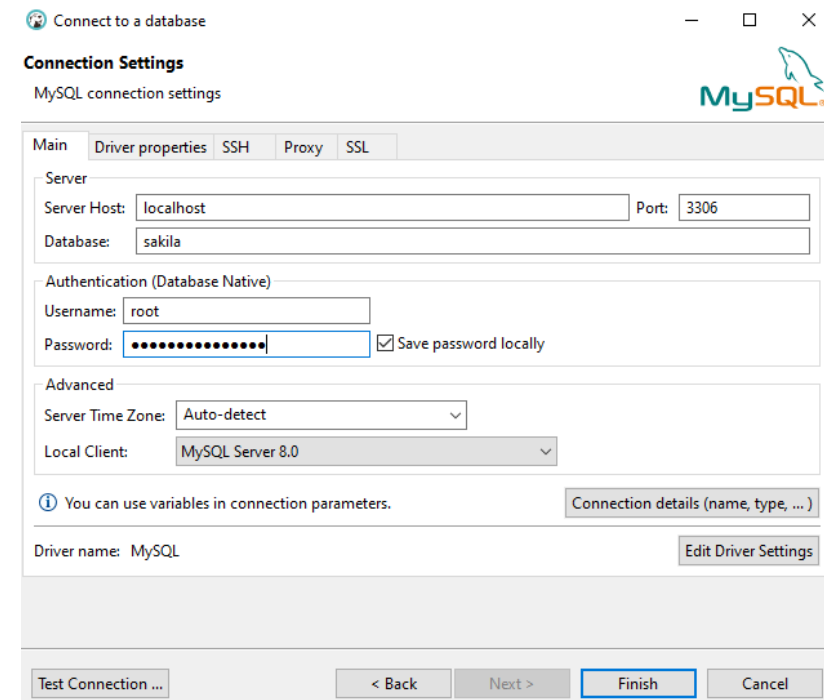 Connect to a database
Connection Settings
MySQL connection settings
MySQL®
Main Driver properties SSH Proxy SSL
Server
Server Host: localhost Port: 3306
Database: sakila
Authentication (Database Native)
Username: root
Password: ●●●●●●●●●●●●●●● Save password locally
Advanced
Server Time Zone: Auto-detect
Local Client: MySQL Server 8.0
You can use variables in connection parameters. Connection details (name, type, ... )
Driver name: MySQL Edit Driver Settings
Test Connection ... < Back Next > Finish Cancel